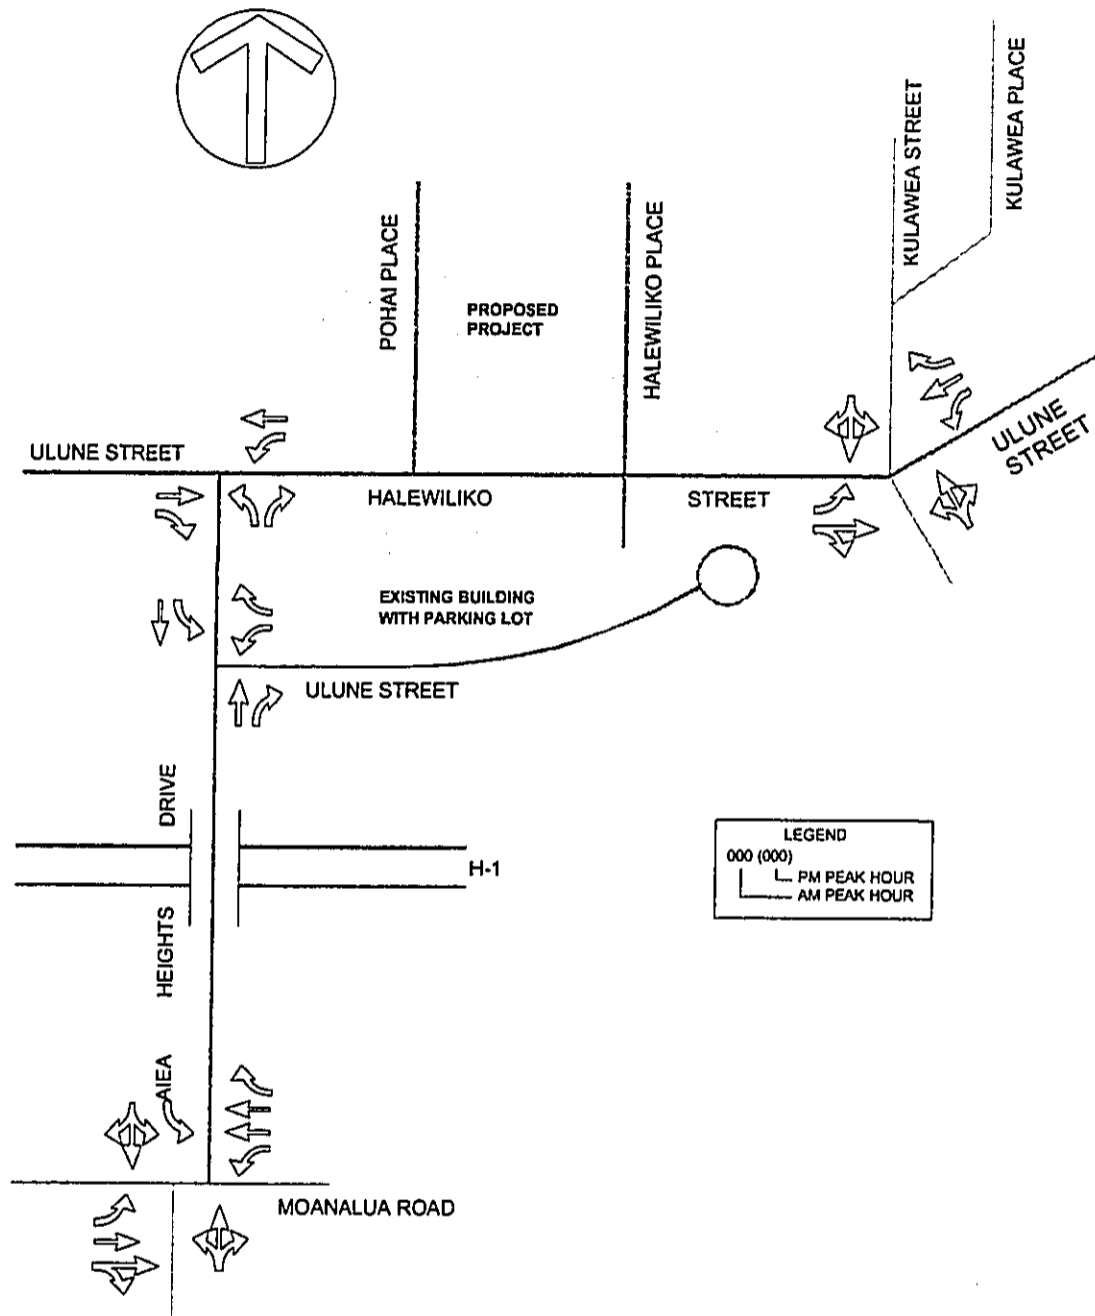 KULAWEA STREET
KULAWEA PLACE
POHAI PLACE
PROPOSED
PROJECT
HALEWILIKO PLACE
ULUNE STREET
ULUNE
STREET
HALEWILIKO
STREET
EXISTING BUILDING
WITH PARKING LOT
ULUNE STREET
AIEA
HEIGHTS
DRIVE
H-1
LEGEND
000 (000)
PM PEAK HOUR
AM PEAK HOUR
MOANALUA ROAD